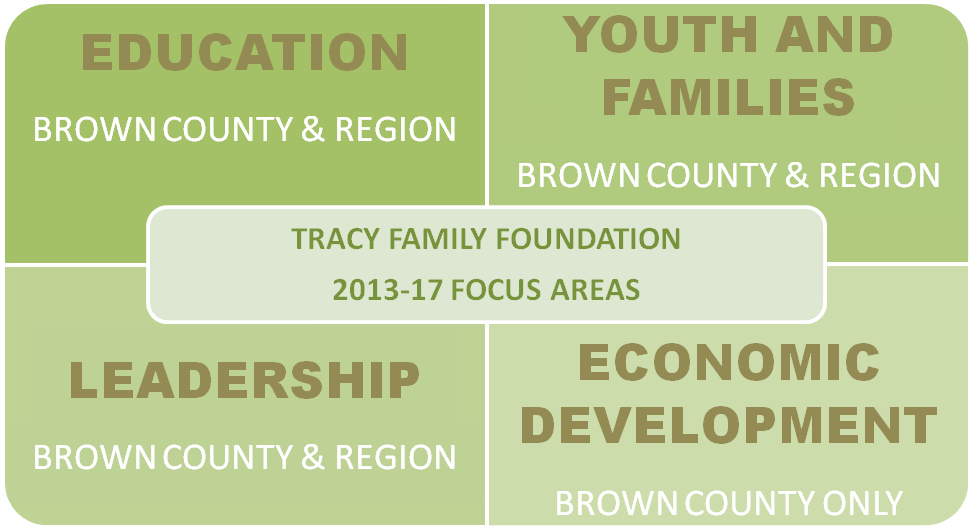 EDUCATION
BROWN COUNTY & REGION
YOUTH AND
FAMILIES
BROWN COUNTY & REGION
TRACY FAMILY FOUNDATION
2013-17 FOCUS AREAS
LEADERSHIP
BROWN COUNTY & REGION
ECONOMIC
DEVELOPMENT
BROWN COUNTY ONLY